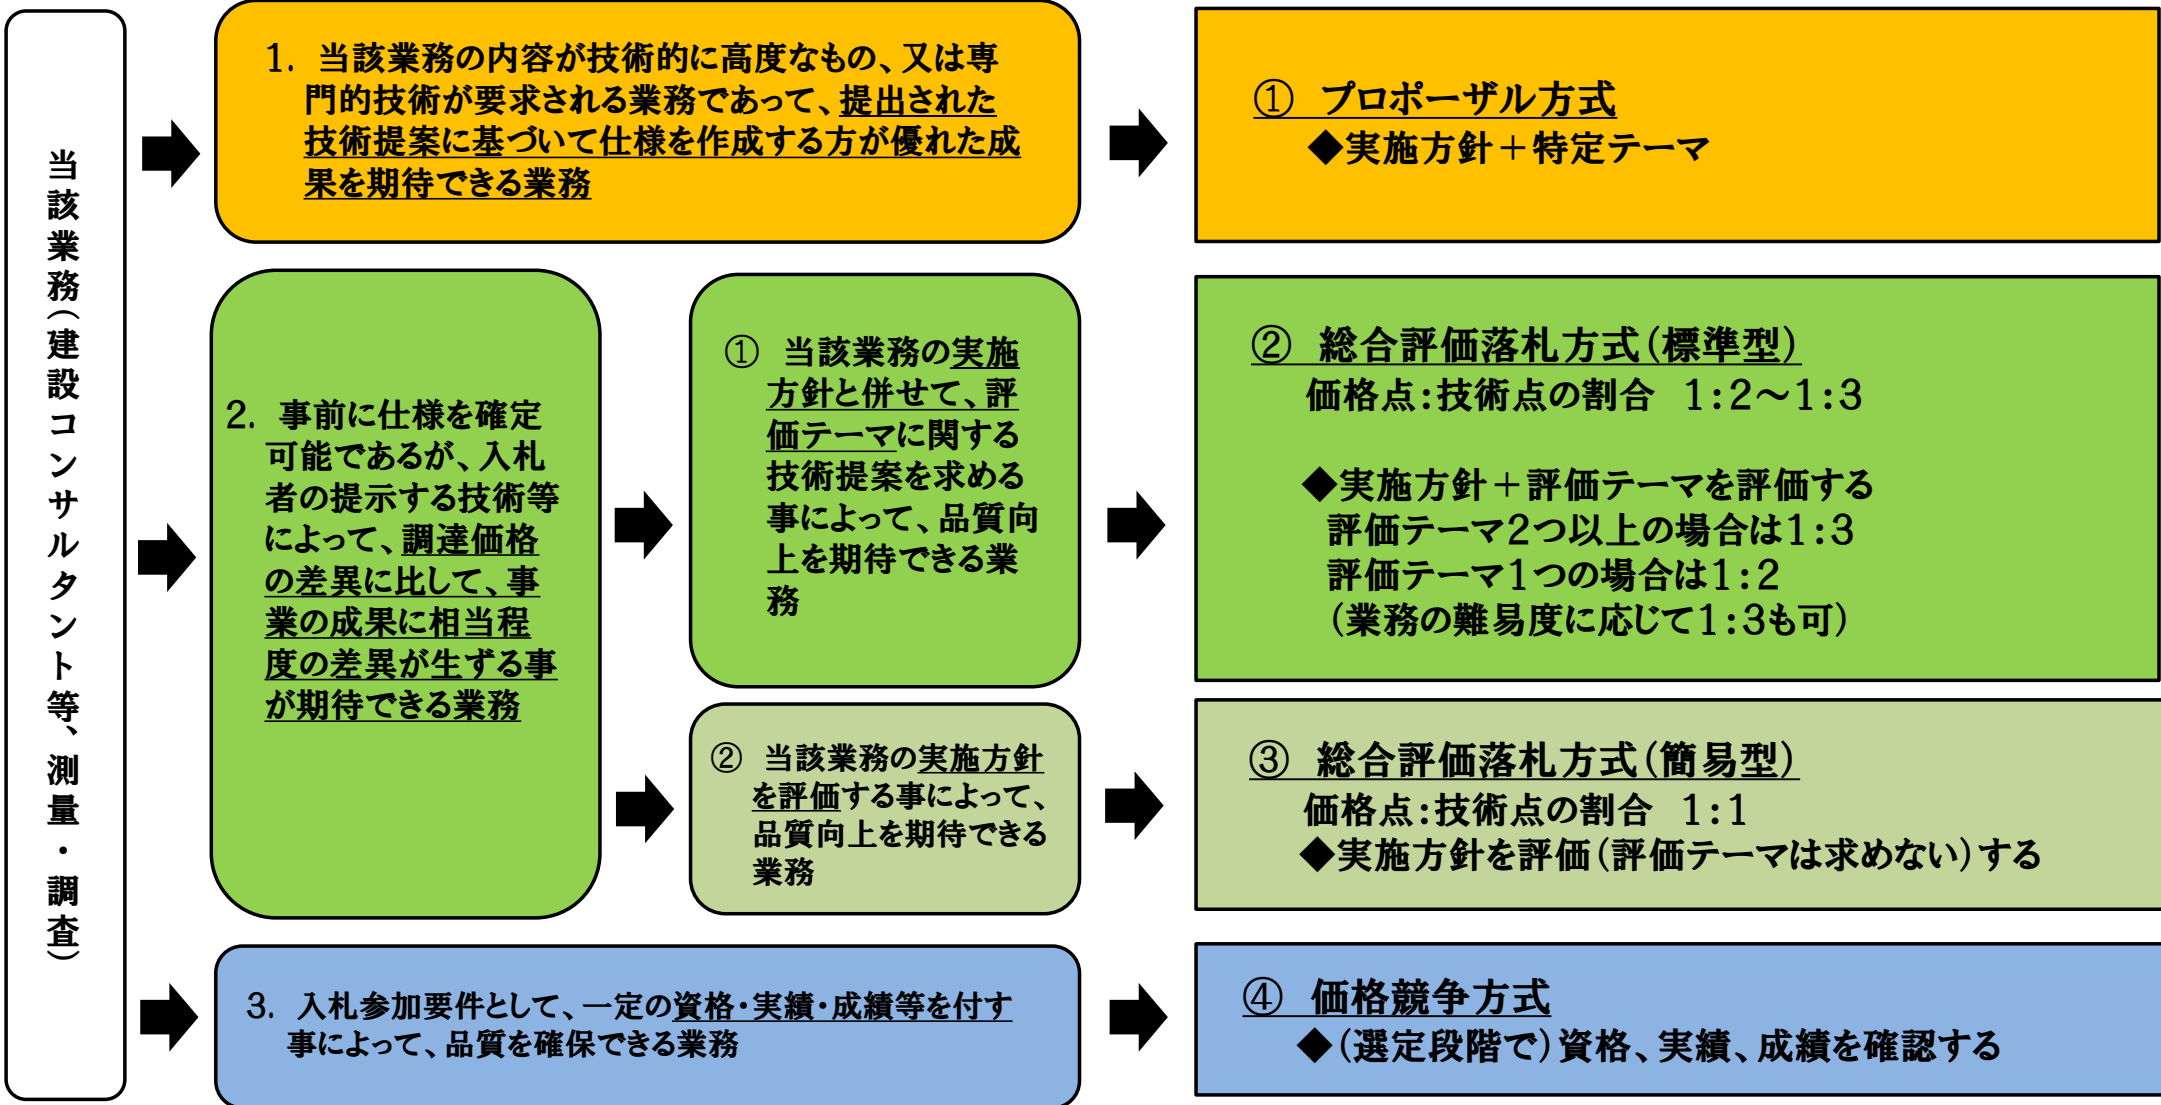 当該業務(建設コンサルタント等、測量・調査)
1. 当該業務の内容が技術的に高度なもの、又は専
門的技術が要求される業務であって、提出された
技術提案に基づいて仕様を作成する方が優れた成
果を期待できる業務
① プロポーザル方式
◆実施方針＋特定テーマ
2. 事前に仕様を確定
可能であるが、入札
者の提示する技術等
によって、調達価格
の差異に比して、事
業の成果に相当程
度の差異が生ずる事
が期待できる業務
① 当該業務の実施
方針と併せて、評
価テーマに関する
技術提案を求める
事によって、品質向
上を期待できる業
務
② 総合評価落札方式(標準型)
価格点:技術点の割合 1:2～1:3
◆実施方針＋評価テーマを評価する
評価テーマ2つ以上の場合は1:3
評価テーマ1つの場合は1:2
(業務の難易度に応じて1:3も可)
② 当該業務の実施方針
を評価する事によって、
品質向上を期待できる
業務
③ 総合評価落札方式(簡易型)
価格点:技術点の割合 1:1
◆実施方針を評価(評価テーマは求めない)する
3. 入札参加要件として、一定の資格・実績・成績等を付す
事によって、品質を確保できる業務
④ 価格競争方式
◆(選定段階で)資格、実績、成績を確認する